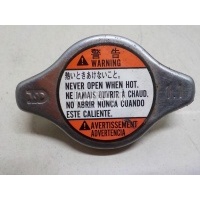 警告
WARNING
熱いときあけないこと。
NEVER OPEN WHEN HOT.
NE JAMAIS OUVRIR À CHAUD.
NO ABRIR NUNCA CUANDO
ESTE CALIENTE.
AVERTISSEMENT
ADVERTENCIA